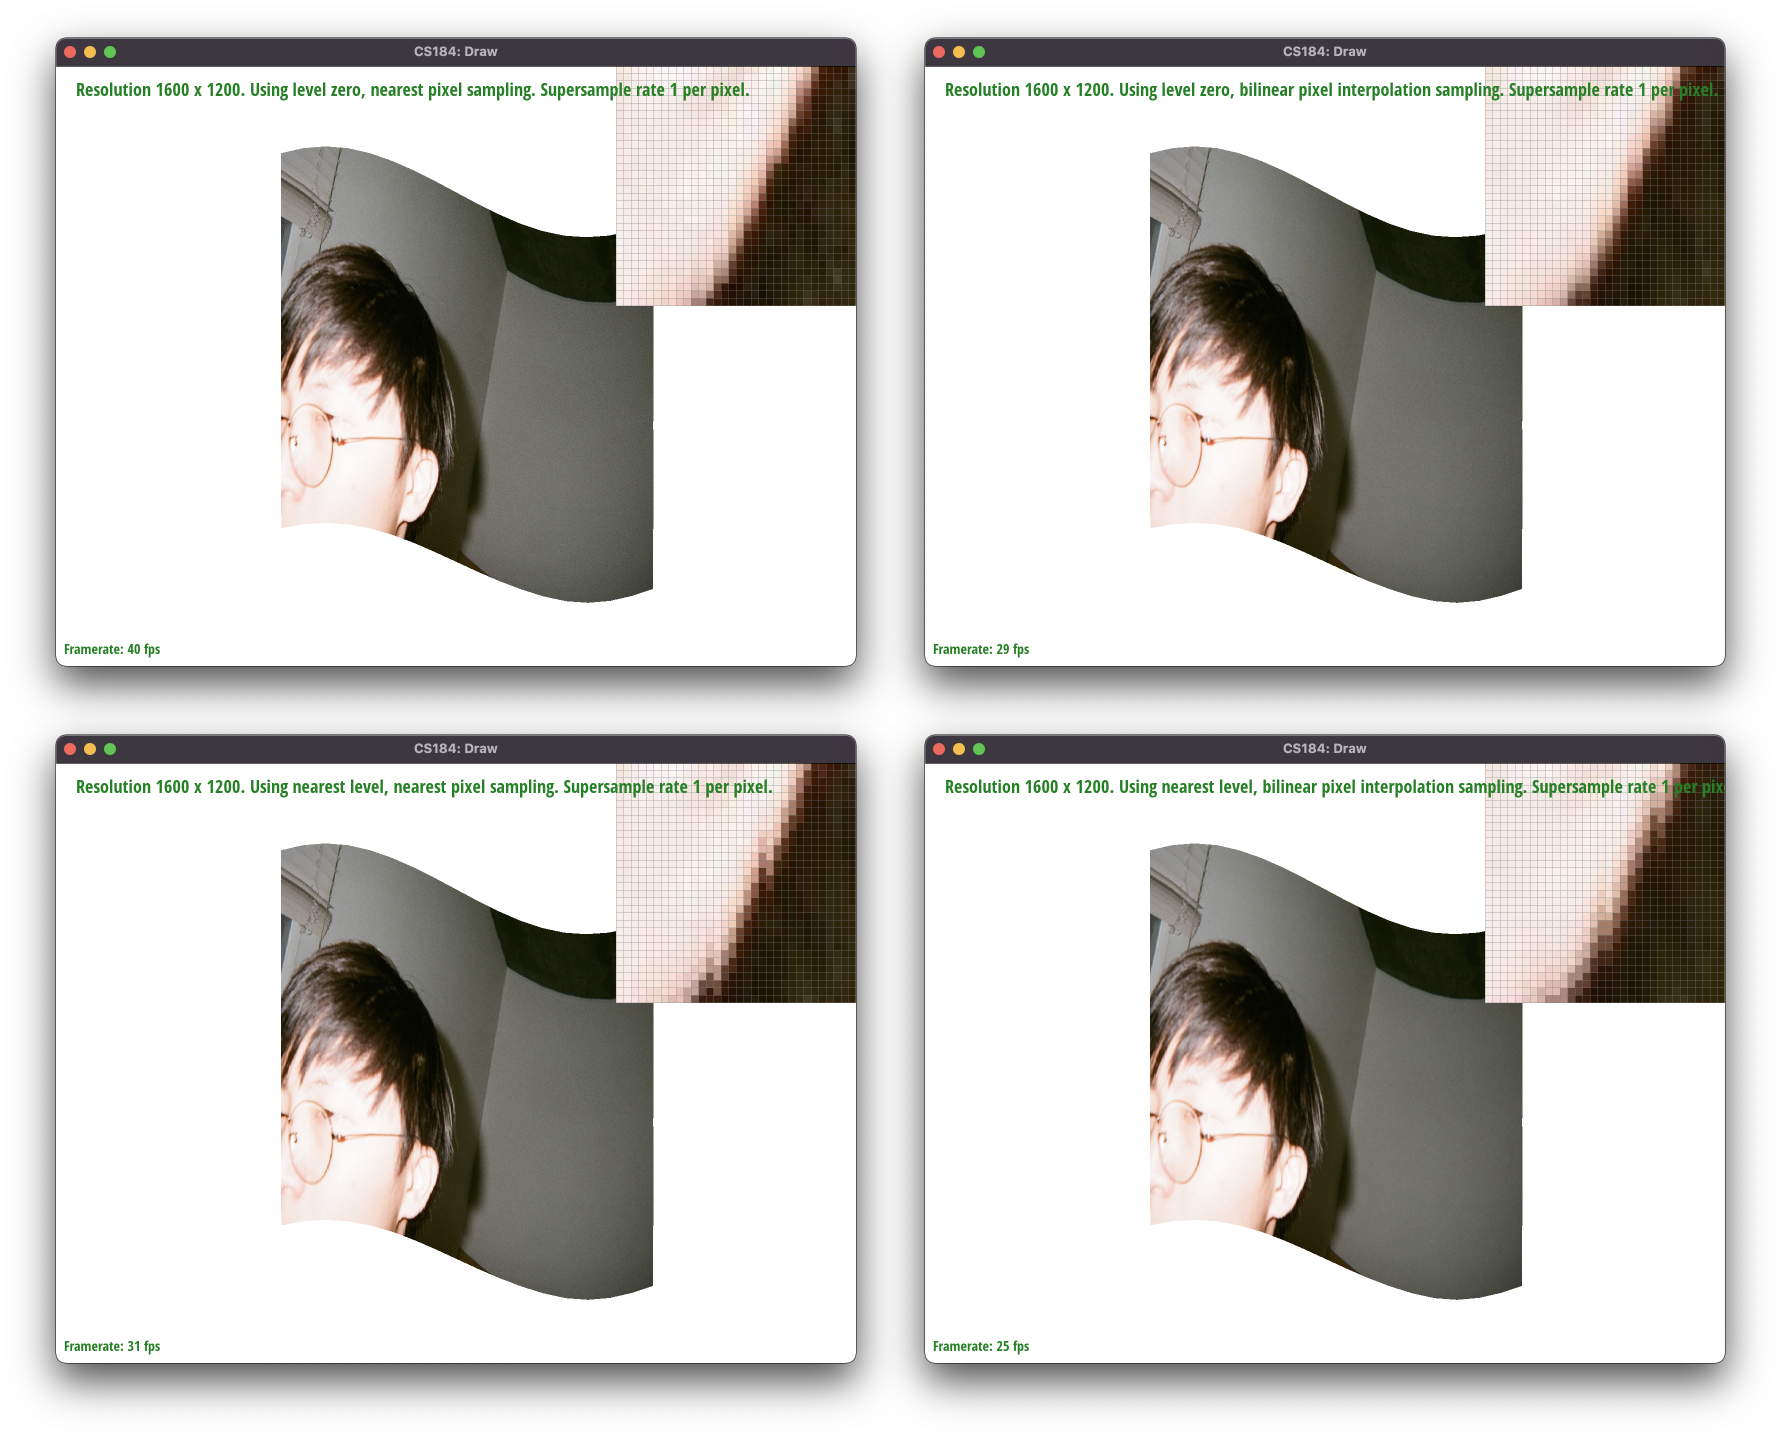 CS184: Draw
Resolution 1600 x 1200. Using level zero, nearest pixel sampling. Supersample rate 1 per pixel.
Framerate: 40 fps
CS184: Draw
Resolution 1600 x 1200. Using level zero, bilinear pixel interpolation sampling. Supersample rate 1 per pixel.
Framerate: 29 fps
CS184: Draw
Resolution 1600 x 1200. Using nearest level, nearest pixel sampling. Supersample rate 1 per pixel.
Framerate: 31 fps
CS184: Draw
Resolution 1600 x 1200. Using nearest level, bilinear pixel interpolation sampling. Supersample rate 1 per pix
Framerate: 25 fps